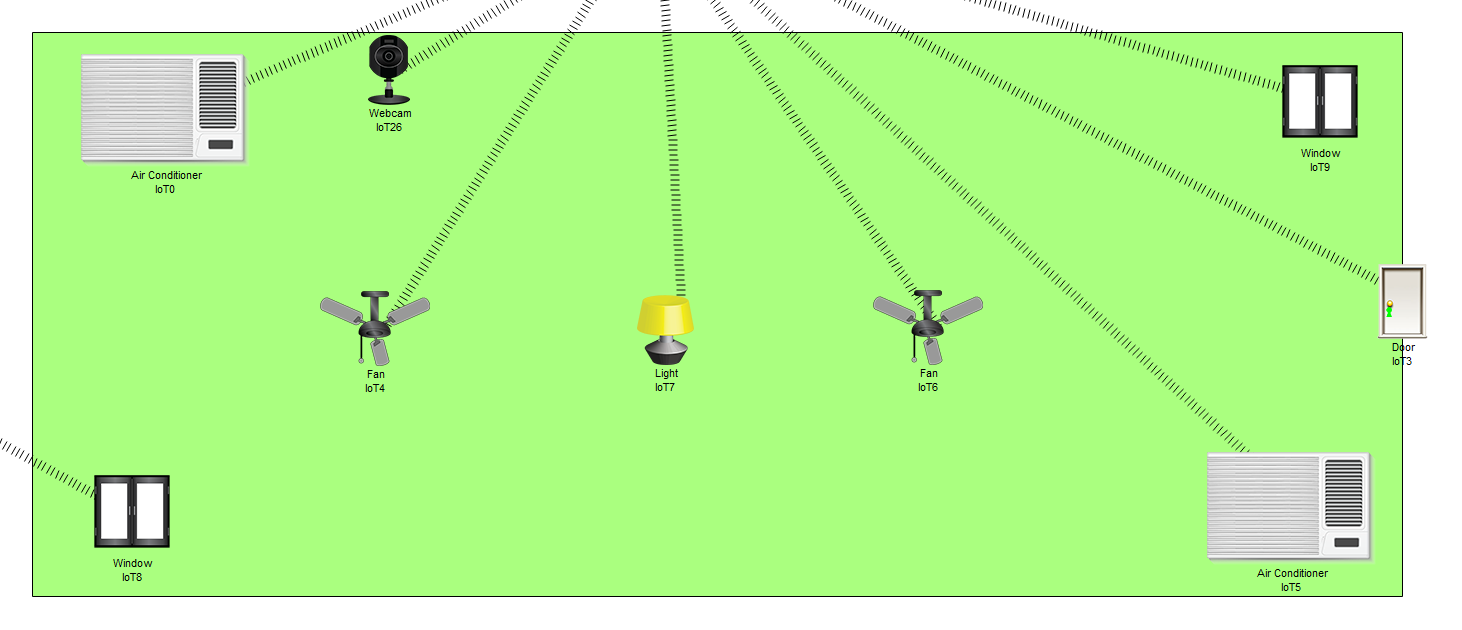 Webcam
IoT26
Window
IoT9
Air Conditioner
IoT0
Door
IoT3
Fan
IoT4
Light
IoT7
Fan
IoT6
Window
IoT8
Air Conditioner
IoT5